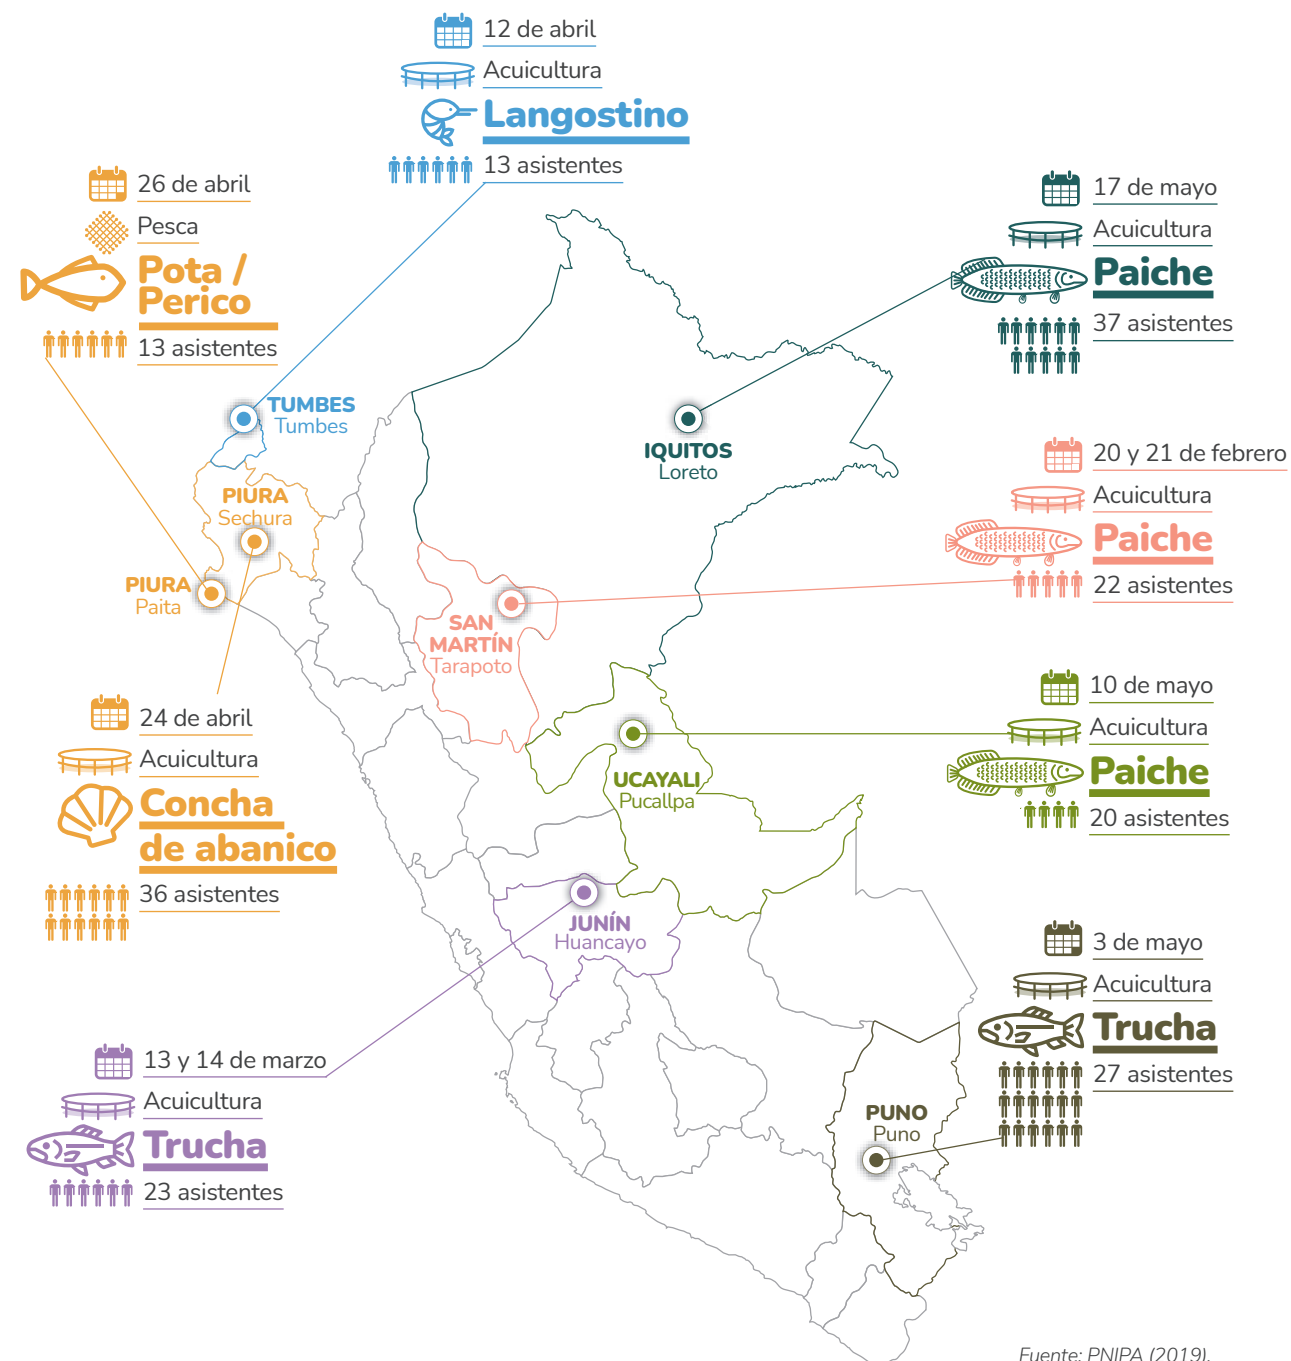 12 de abril
Acuicultura
Langostino
13 asistentes
26 de abril
Pesca
Pota /
Perico
13 asistentes
17 de mayo
Acuicultura
Paiche
37 asistentes
TUMBES
Tumbes
IQUITOS
Loreto
20 y 21 de febrero
Acuicultura
Paiche
22 asistentes
PIURA
Sechura
PIURA
Paita
SAN
MARTÍN
Tarapoto
10 de mayo
Acuicultura
Paiche
20 asistentes
24 de abril
Acuicultura
Concha
de abanico
36 asistentes
UCAYALI
Pucallpa
JUNÍN
Huancayo
3 de mayo
Acuicultura
Trucha
27 asistentes
13 y 14 de marzo
Acuicultura
Trucha
23 asistentes
PUNO
Puno
Fuente: PNIPA (2019).